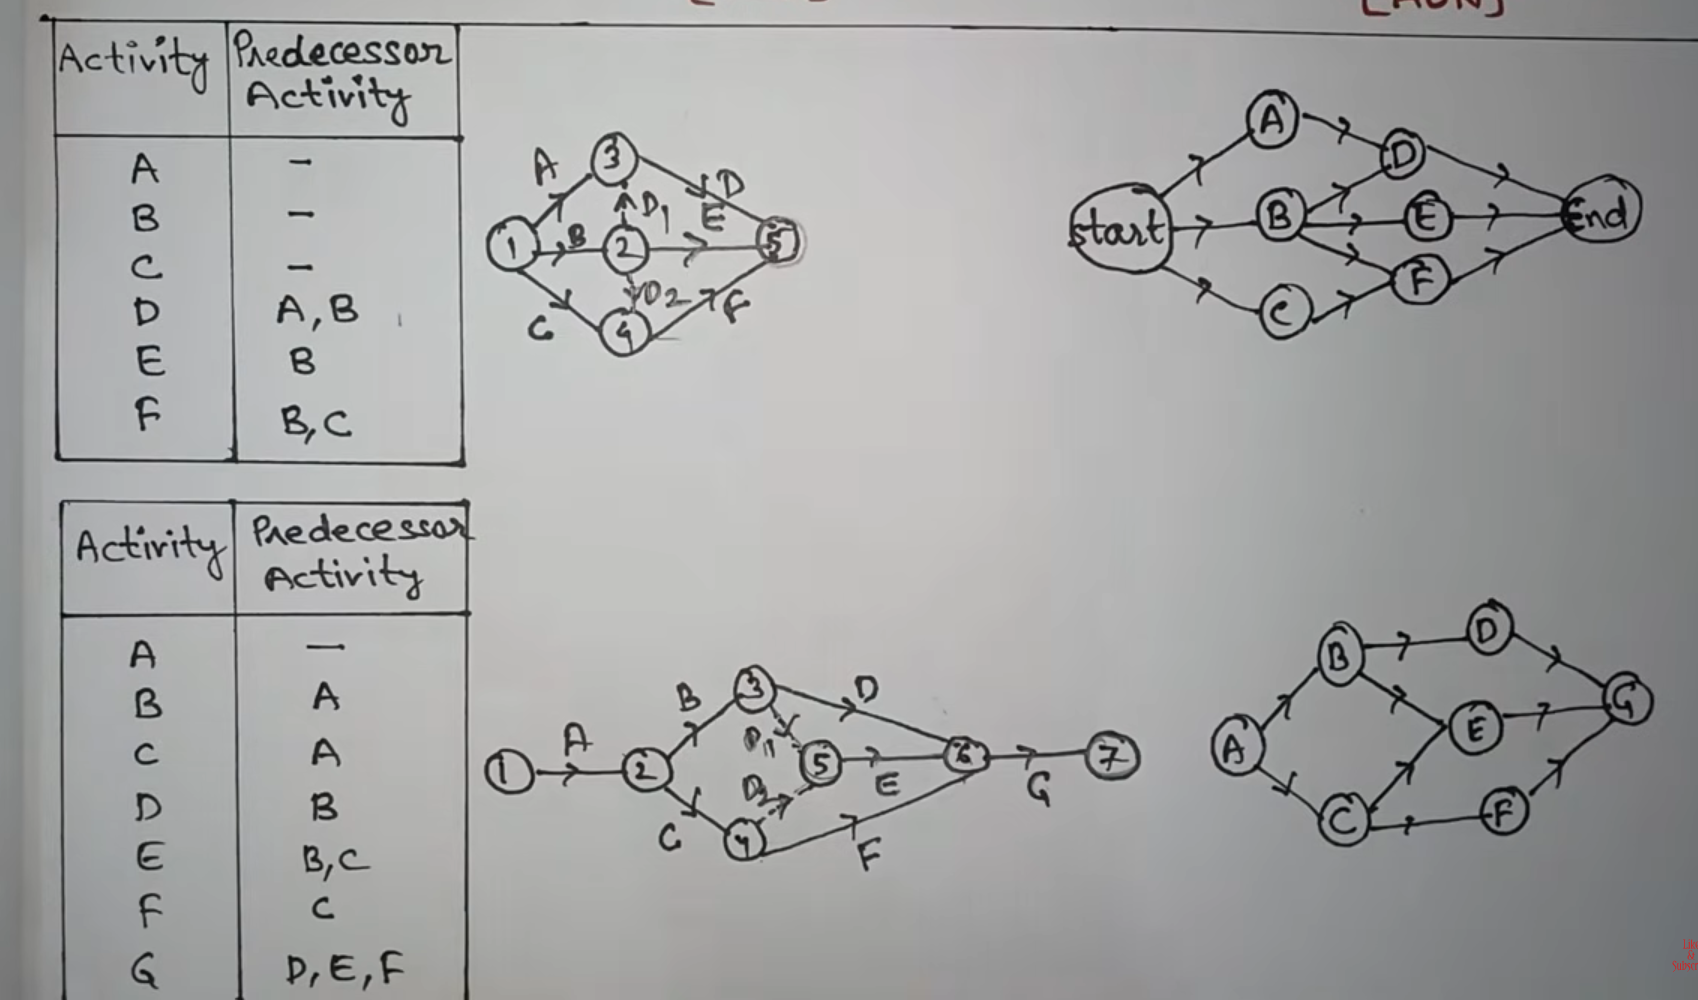 [AON]
Activity Predecessor Activity
A -
B -
C -
D A, B
E B
F B, C
1 2 3 4 5
A B C D E F
D1 D2
start A B C D E F End
Activity Predecessor Activity
A -
B A
C A
D B
E B, C
F C
G D, E, F
1 2 3 4 5 6 7
A B C D E F G
D1 D2
A B C D E F G